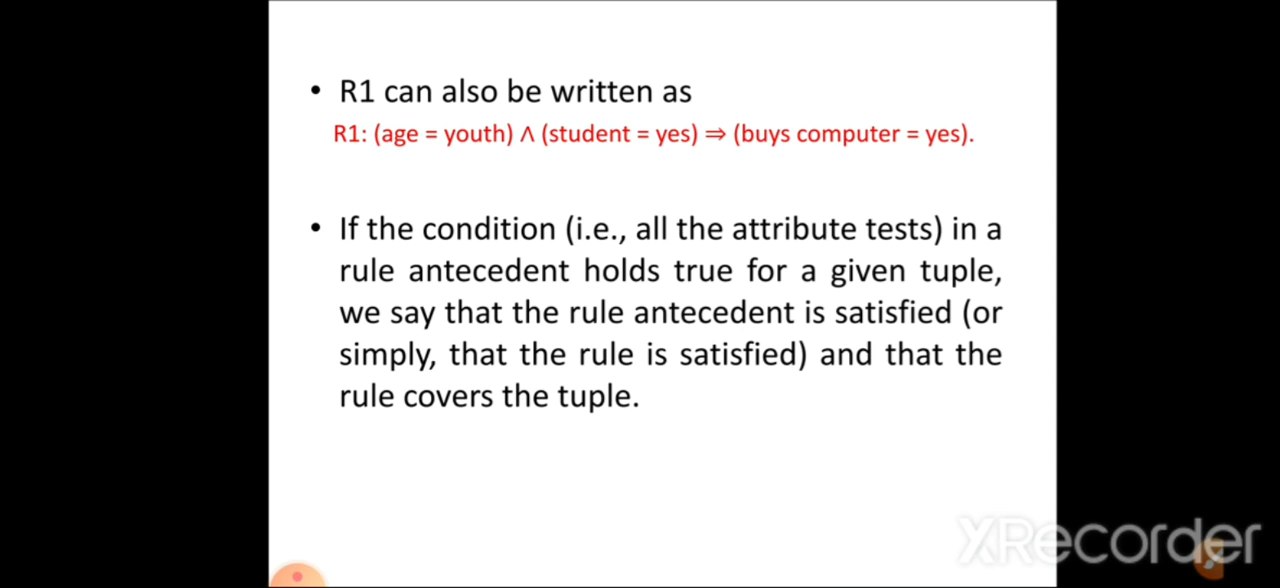 • R1 can also be written as
R1: (age = youth) ∧ (student = yes) ⇒ (buys computer = yes).
• If the condition (i.e., all the attribute tests) in a
rule antecedent holds true for a given tuple,
we say that the rule antecedent is satisfied (or
simply, that the rule is satisfied) and that the
rule covers the tuple.
XRecorder